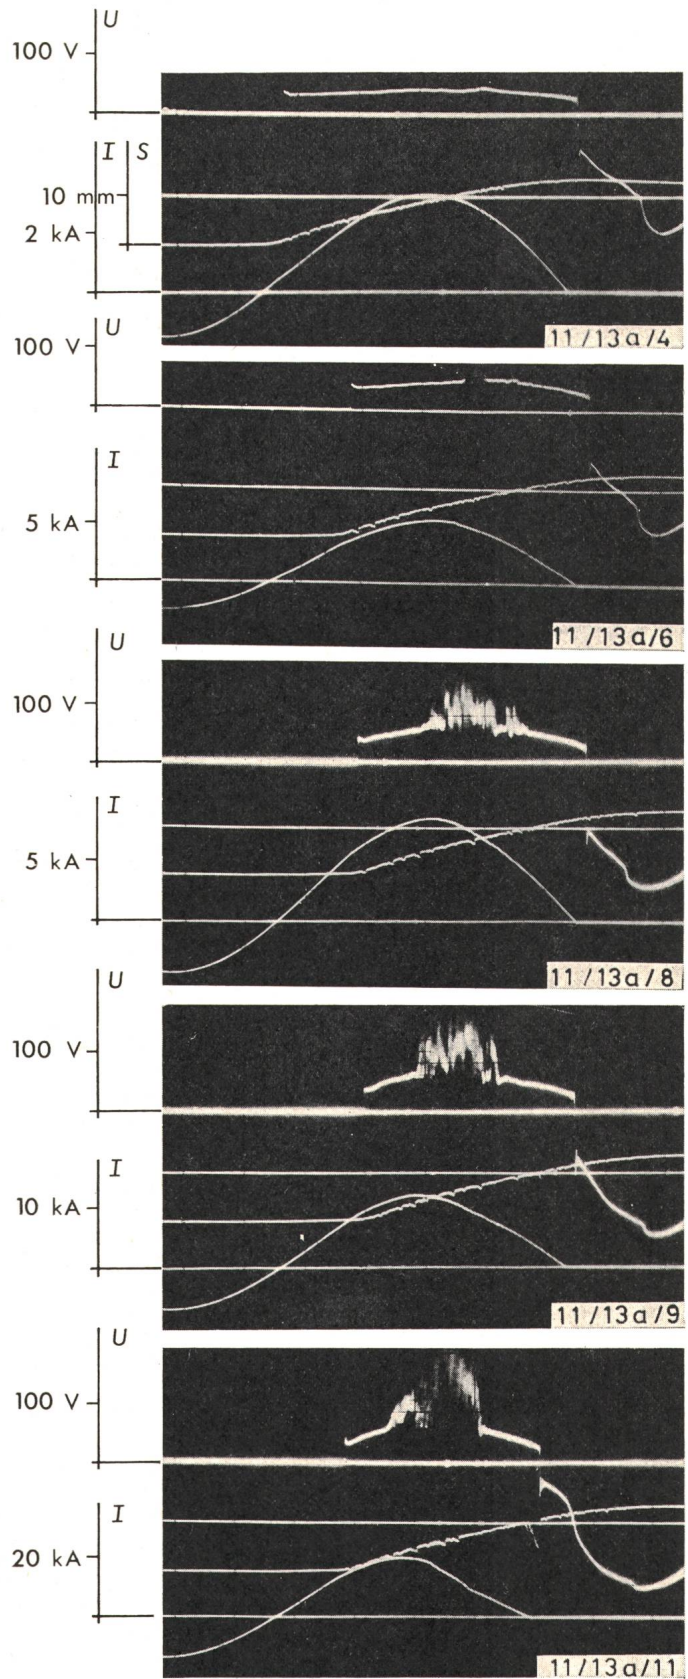 U
100 V
I S
10 mm
2 kA
11/13a/4
U
100 V
I
5 kA
11/13a/6
U
100 V
I
5 kA
11/13a/8
U
100 V
I
10 kA
11/13a/9
U
100 V
I
20 kA
11/13a/11